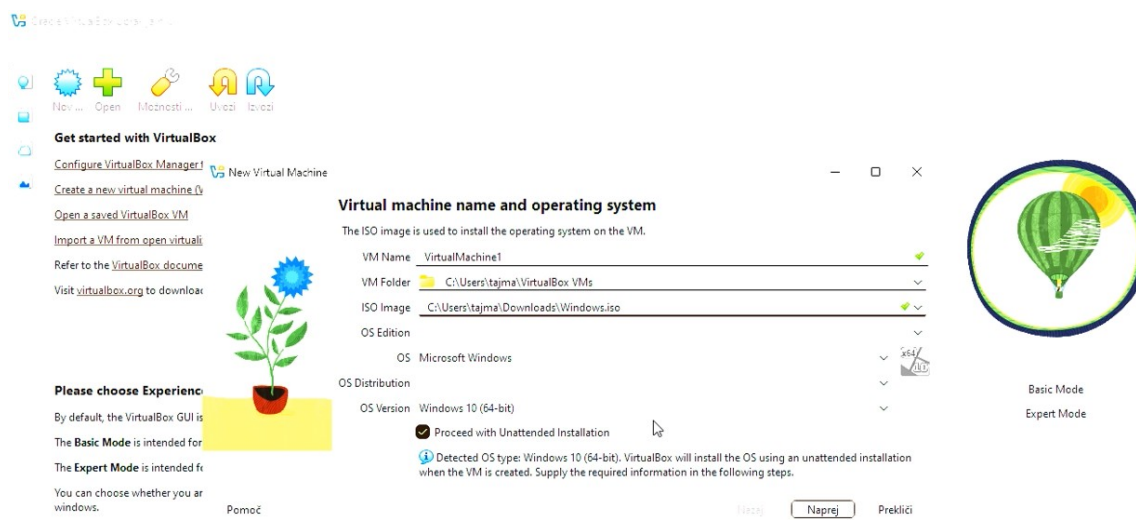 New ... Open Možnosti ... Uvozi Izvozi
Get started with VirtualBox
Configure VirtualBox Manager
Create a new virtual machine
Open a saved VirtualBox VM
Import a VM from open
Refer to the VirtualBox
Visit virtualbox.org to
Please choose
By default, the VirtualBox GUI is
The Basic Mode is intended for
The Expert Mode is intended
You can choose whether you
windows.
New Virtual Machine
Virtual machine name and operating system
The ISO image is used to install the operating system on the VM.
VM Name VirtualMachine1
VM Folder C:\Users\tajma\VirtualBox VMs
ISO Image C:\Users\tajma\Downloads\Windows.iso
OS Edition
OS Microsoft Windows
x64
OS Distribution
OS Version Windows 10 (64-bit)
Proceed with Unattended Installation
Detected OS type: Windows 10 (64-bit). VirtualBox will install the OS using an unattended installation
when the VM is created. Supply the required information in the following steps.
Pomoč Nazaj Naprej Prekliči
Basic Mode
Expert Mode